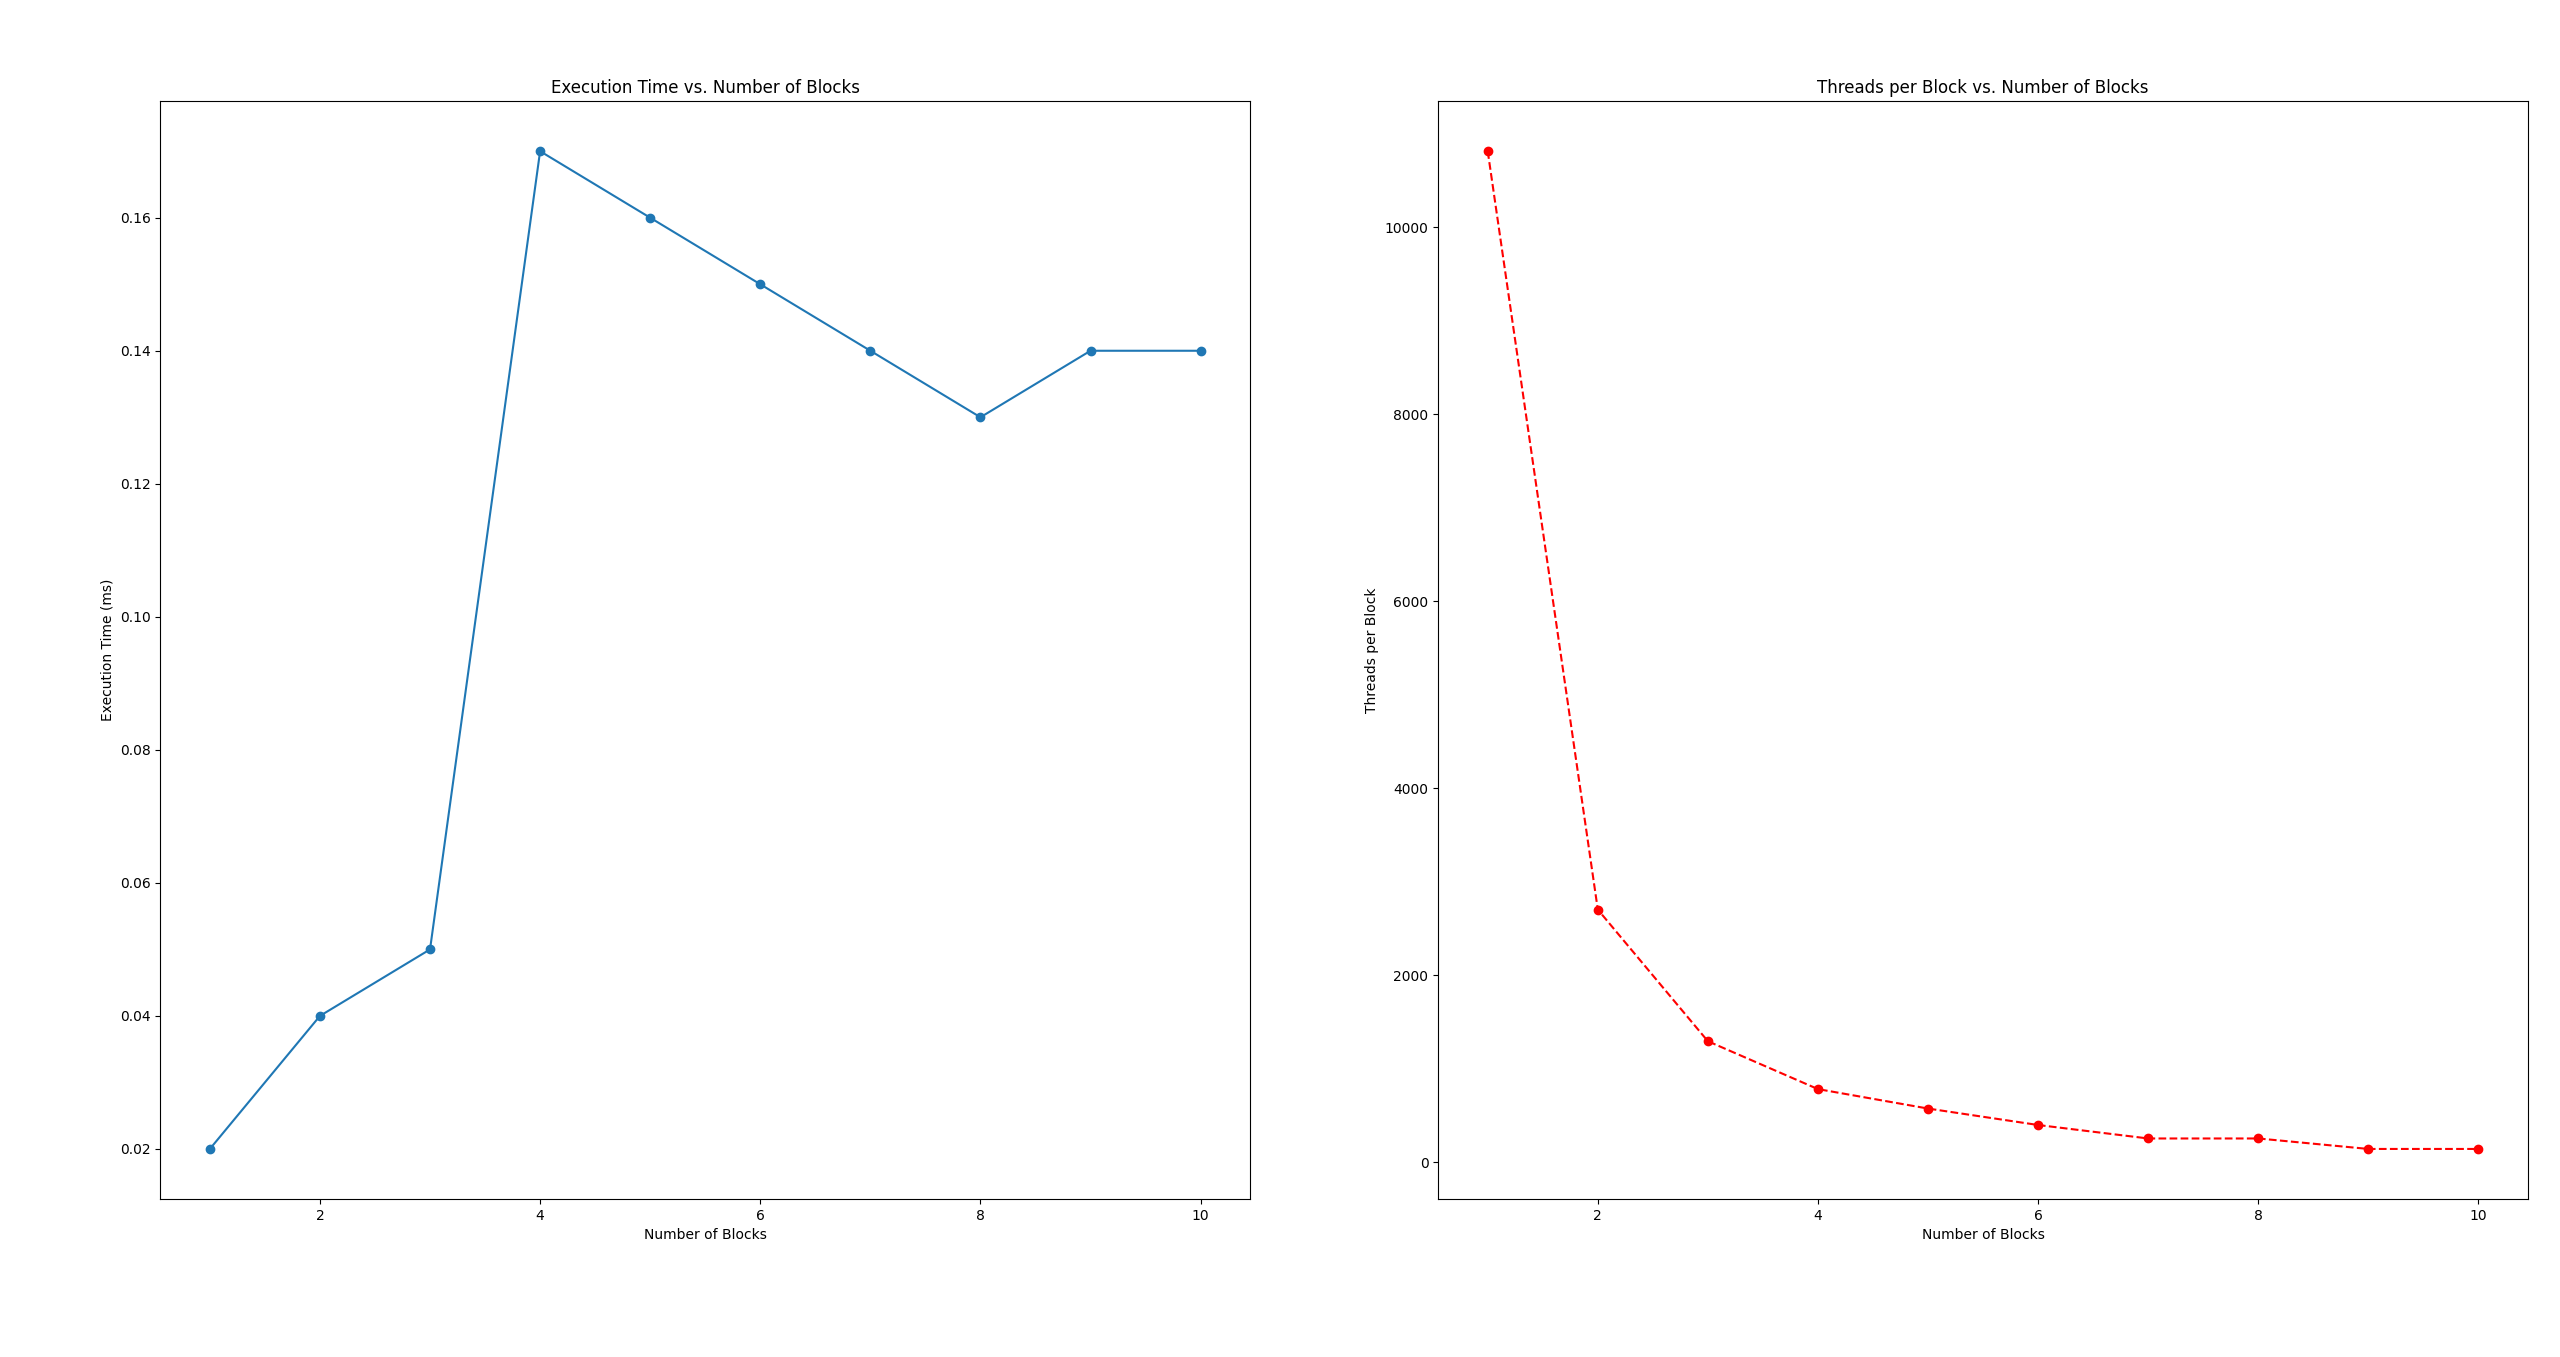 Execution Time vs. Number of Blocks
0.16
0.14
0.12
0.10
0.08
0.06
0.04
0.02
Execution Time (ms)
2 4 6 8 10
Number of Blocks
Threads per Block vs. Number of Blocks
10000
8000
6000
4000
2000
0
Threads per Block
2 4 6 8 10
Number of Blocks